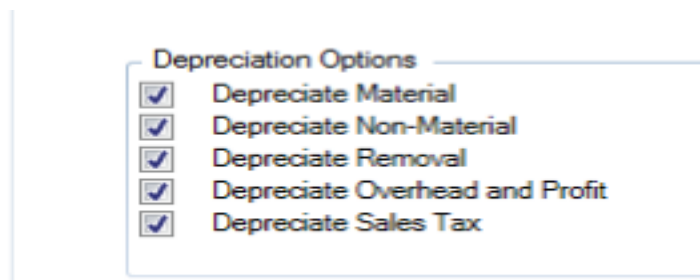 Depreciation Options
Depreciate Material
Depreciate Non-Material
Depreciate Removal
Depreciate Overhead and Profit
Depreciate Sales Tax